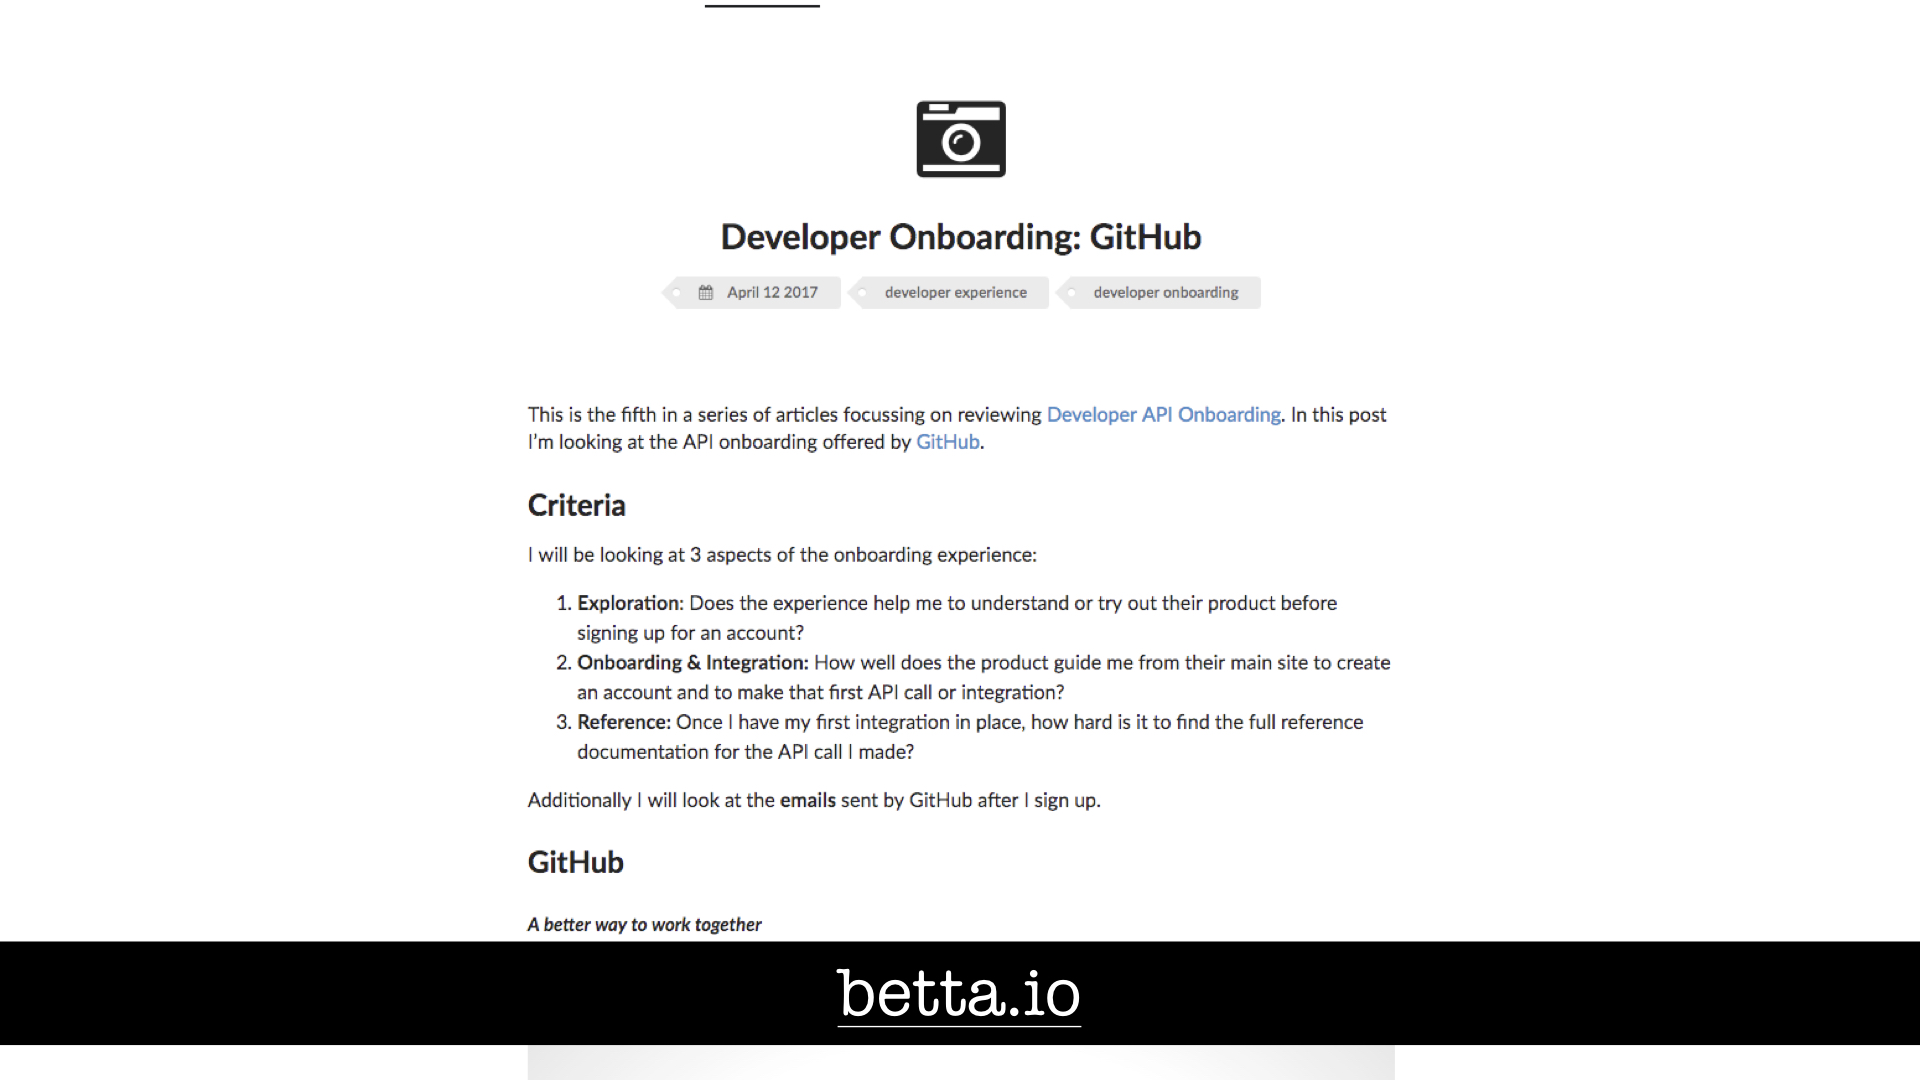 Developer Onboarding: GitHub
April 12 2017
developer experience
developer onboarding
This is the fifth in a series of articles focussing on reviewing Developer API Onboarding. In this post
I'm looking at the API onboarding offered by GitHub.
Criteria
I will be looking at 3 aspects of the onboarding experience:
1. Exploration: Does the experience help me to understand or try out their product before
signing up for an account?
2. Onboarding & Integration: How well does the product guide me from their main site to create
an account and to make that first API call or integration?
3. Reference: Once I have my first integration in place, how hard is it to find the full reference
documentation for the API call I made?
Additionally I will look at the emails sent by GitHub after I sign up.
GitHub
A better way to work together
betta.io